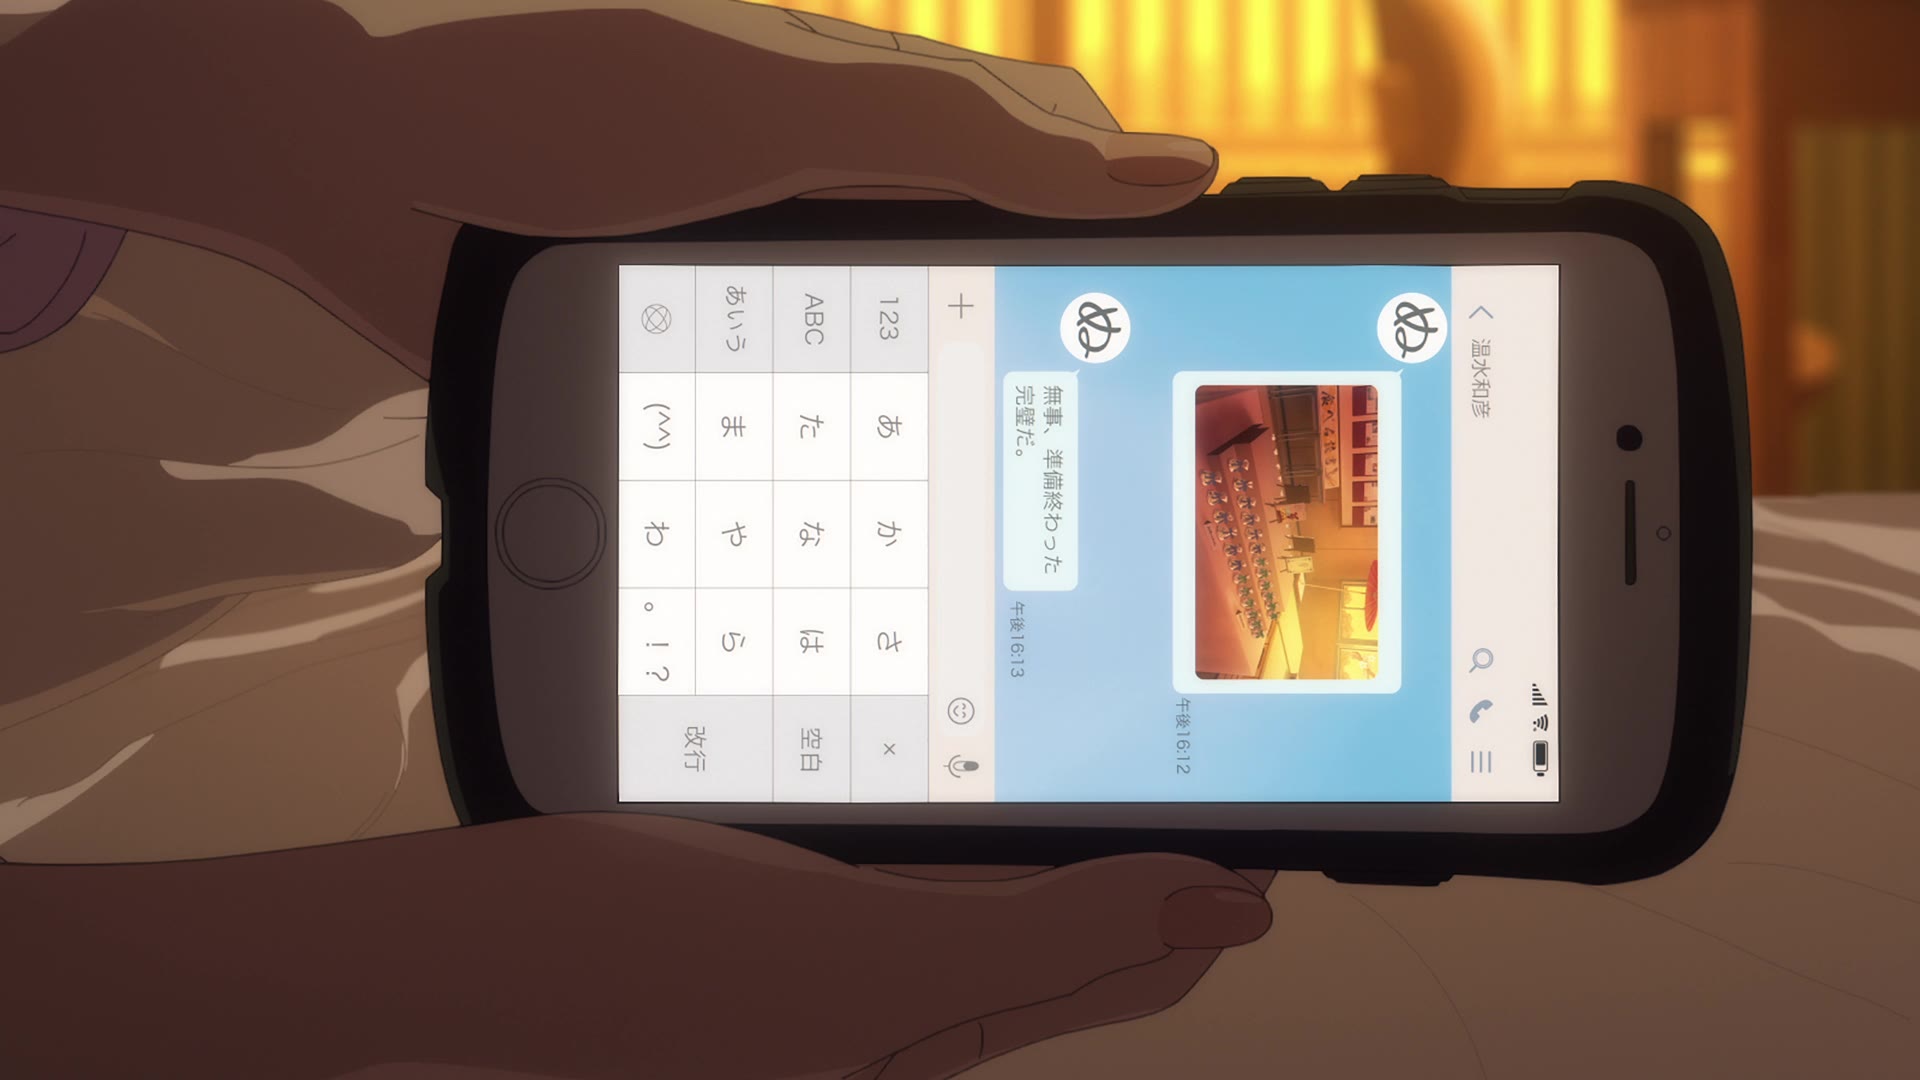 温水和彦
ぬ
午後16:12
ぬ
無事、準備終わった
完璧だ。
午後16:13
123 あ か さ ×
ABC た な は 空白
あいう ま や ら 改行
(^^) わ 。!?